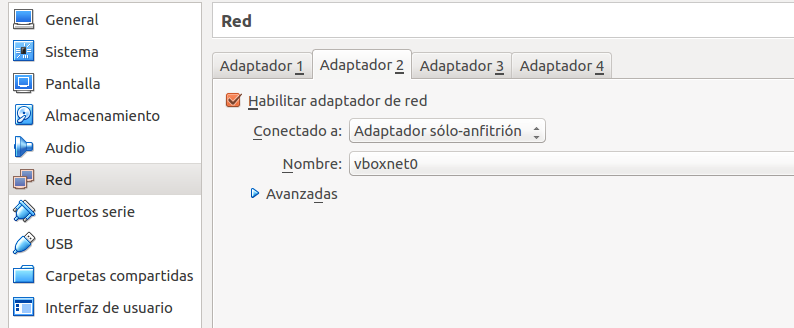 General
Sistema
Pantalla
Almacenamiento
Audio
Red
Puertos serie
USB
Carpetas compartidas
Interfaz de usuario
Red
Adaptador 1 Adaptador 2 Adaptador 3 Adaptador 4
Habilitar adaptador de red
Conectado a: Adaptador sólo-anfitrión
Nombre: vboxnet0
Avanzadas